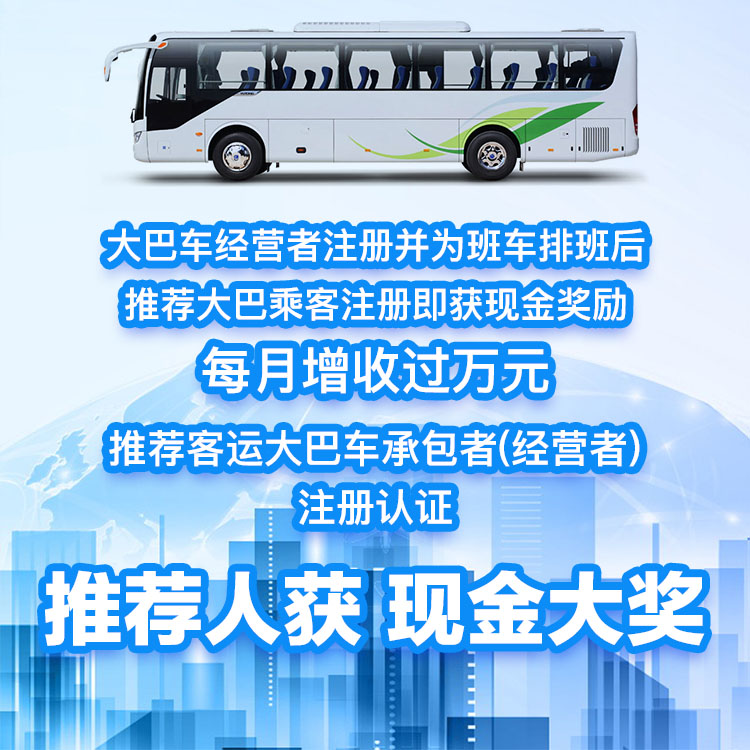 大巴车经营者注册并为班车排班后
推荐大巴乘客注册即获现金奖励
每月增收过万元
推荐客运大巴车承包者(经营者)
注册认证
推荐人获 现金大奖